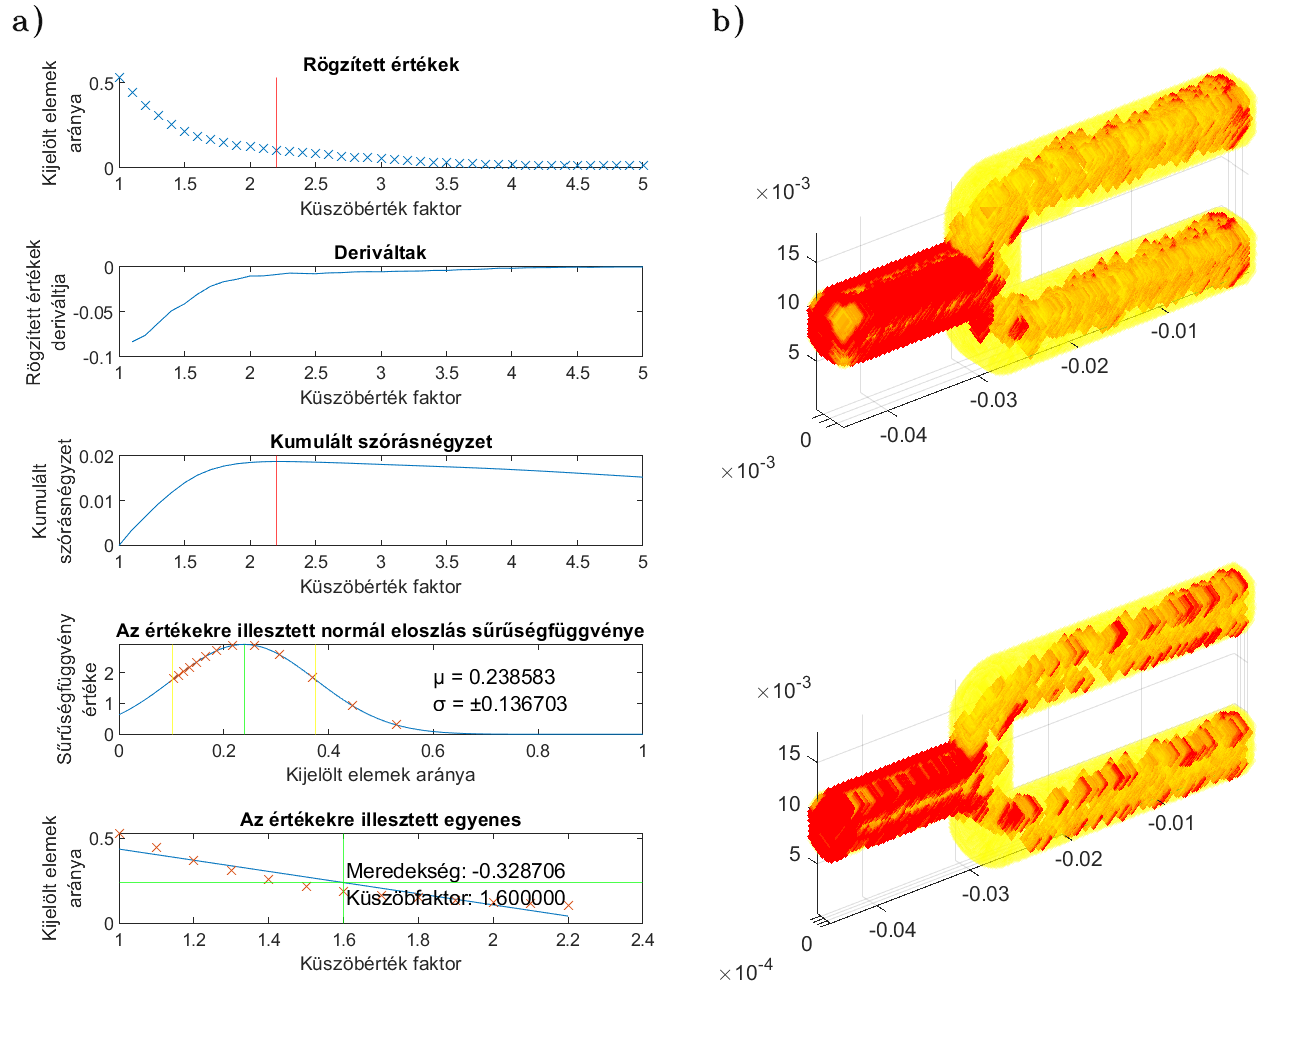 a)
Rögzített értékek
Kijelölt elemek
aránya
0.5
0
1 1.5 2 2.5 3 3.5 4 4.5 5
Küszöbérték faktor
Deriváltak
Rögzített értékek
deriváltja
0
-0.05
-0.1
1 1.5 2 2.5 3 3.5 4 4.5 5
Küszöbérték faktor
Kumulált szórásnégyzet
Kumulált
szórásnégyzet
0.02
0.01
0
1 1.5 2 2.5 3 3.5 4 4.5 5
Küszöbérték faktor
Az értékekre illesztett normál eloszlás sűrűségfüggvénye
Sűrűségfüggvény
értéke
2
1
0
μ = 0.238583
σ = ±0.136703
0 0.2 0.4 0.6 0.8 1
Kijelölt elemek aránya
Az értékekre illesztett egyenes
Kijelölt elemek
aránya
0.5
0
Meredekség: -0.328706
Küszöbfaktor: 1.600000
1 1.2 1.4 1.6 1.8 2 2.2 2.4
Küszöbérték faktor
b)
×10-3
15
10
5
0
-0.01
-0.02
-0.03
-0.04
×10-3
×10-3
15
10
5
0
-0.01
-0.02
-0.03
-0.04
×10-4